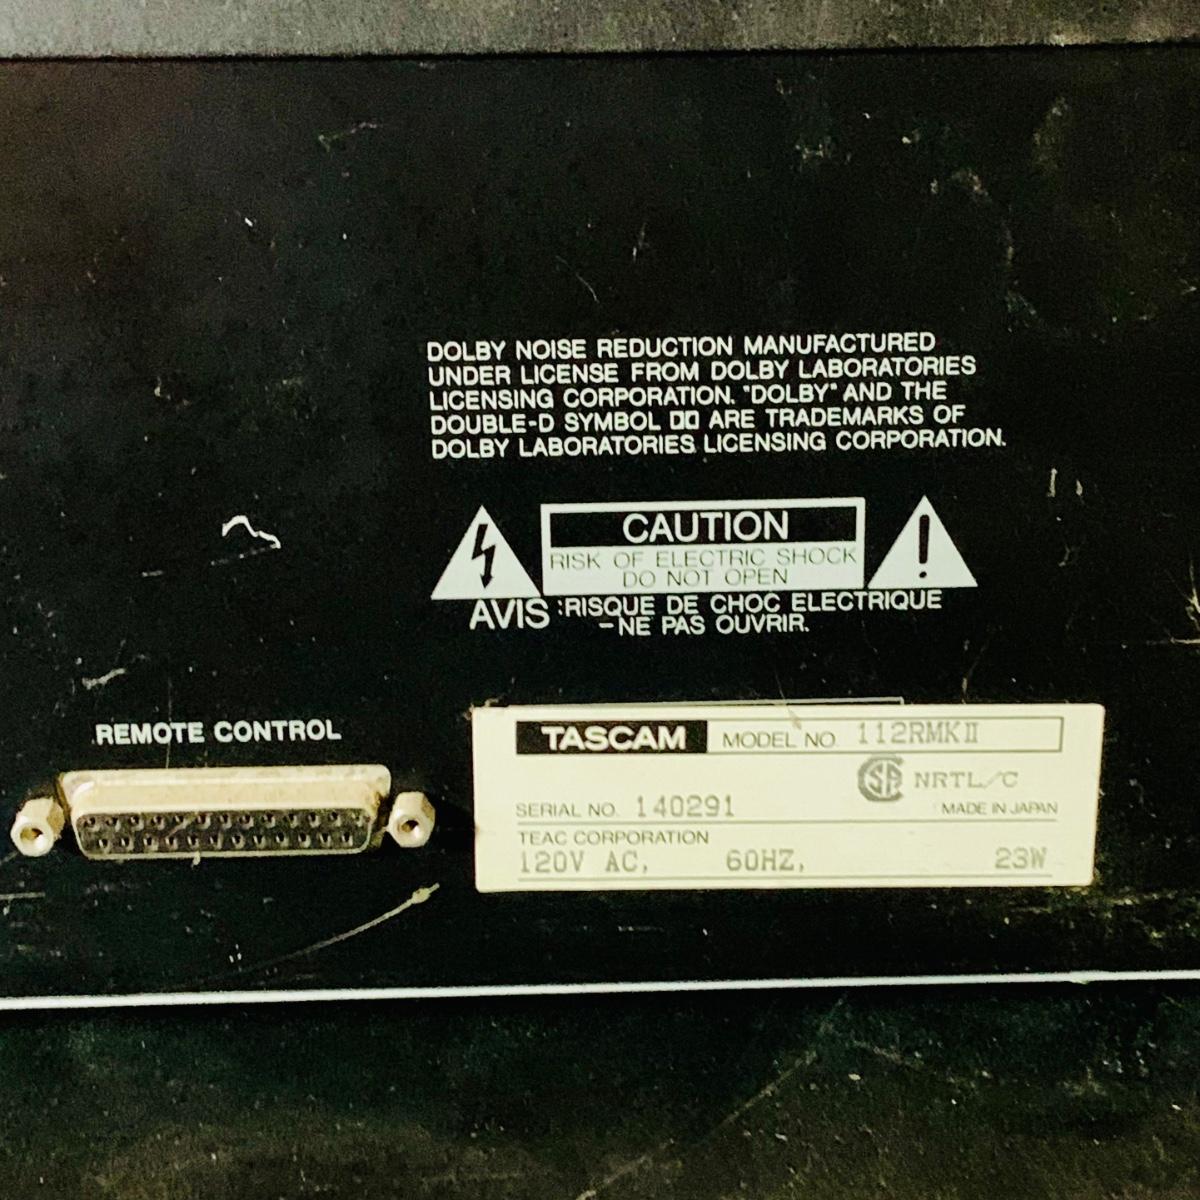 DOLBY NOISE REDUCTION MANUFACTURED
UNDER LICENSE FROM DOLBY LABORATORIES
LICENSING CORPORATION. "DOLBY" AND THE
DOUBLE-D SYMBOL ARE TRADEMARKS OF
DOLBY LABORATORIES LICENSING CORPORATION.
CAUTION
RISK OF ELECTRIC SHOCK
DO NOT OPEN
AVIS :RISQUE DE CHOC ELECTRIQUE
-NE PAS OUVRIR.
REMOTE CONTROL
TASCAM MODEL NO. 112RMKII
SA NRTL/C
SERIAL NO. 140291 MADE IN JAPAN
TEAC CORPORATION
120V AC, 60HZ, 23W